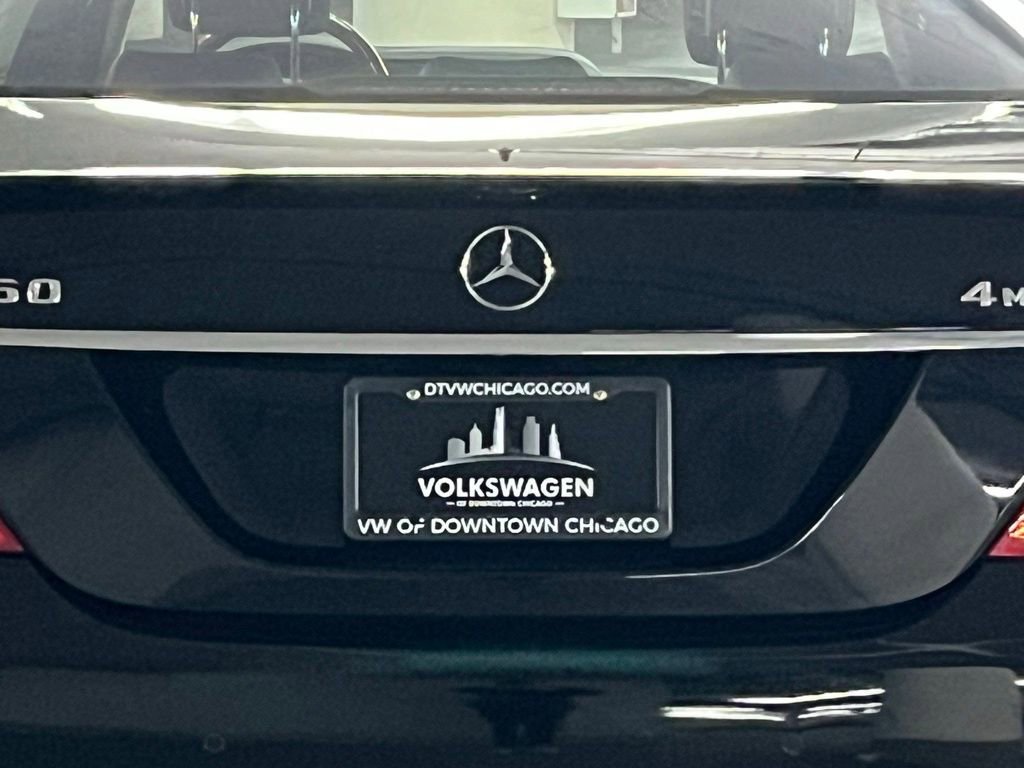 60
4M
DTVWCHICAGO.COM
VOLKSWAGEN
OF DOWNTOWN CHICAGO
VW OF DOWNTOWN CHICAGO